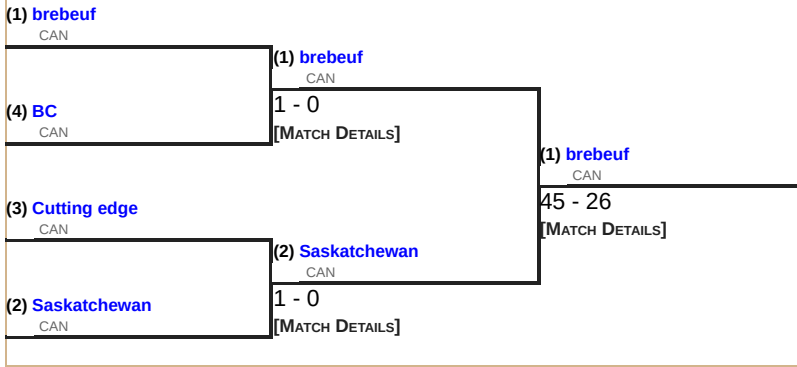 (1) brebeuf
CAN
(1) brebeuf
CAN
(4) BC
CAN
1 - 0
[Match Details]
(1) brebeuf
CAN
45 - 26
[Match Details]
(3) Cutting edge
CAN
(2) Saskatchewan
CAN
(2) Saskatchewan
CAN
1 - 0
[Match Details]